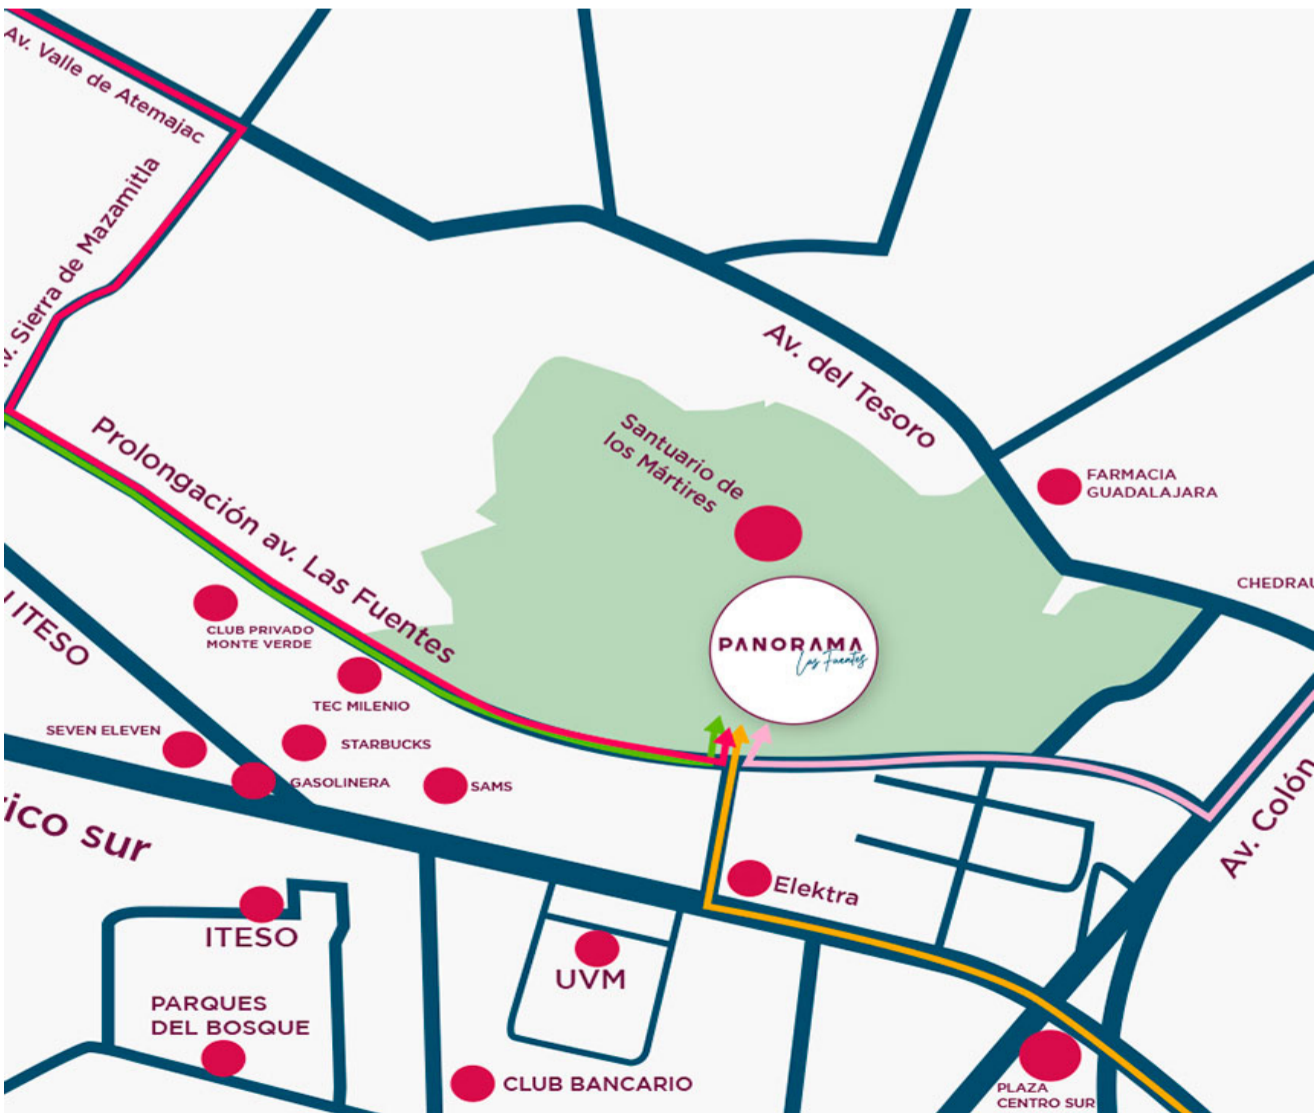 Av. Valle de Atemajac
v. Sierra de Mazamitla
Av. del Tesoro
Santuario de
los Mártires
Prolongación av. Las Fuentes
FARMACIA
GUADALAJARA
CHEDRAU
ITESO
CLUB PRIVADO
MONTE VERDE
PANORAMA
Las Fuentes
TEC MILENIO
SEVEN ELEVEN
STARBUCKS
GASOLINERA
SAMS
Av. Colón
rico sur
Elektra
ITESO
UVM
PARQUES
DEL BOSQUE
CLUB BANCARIO
PLAZA
CENTRO SUR